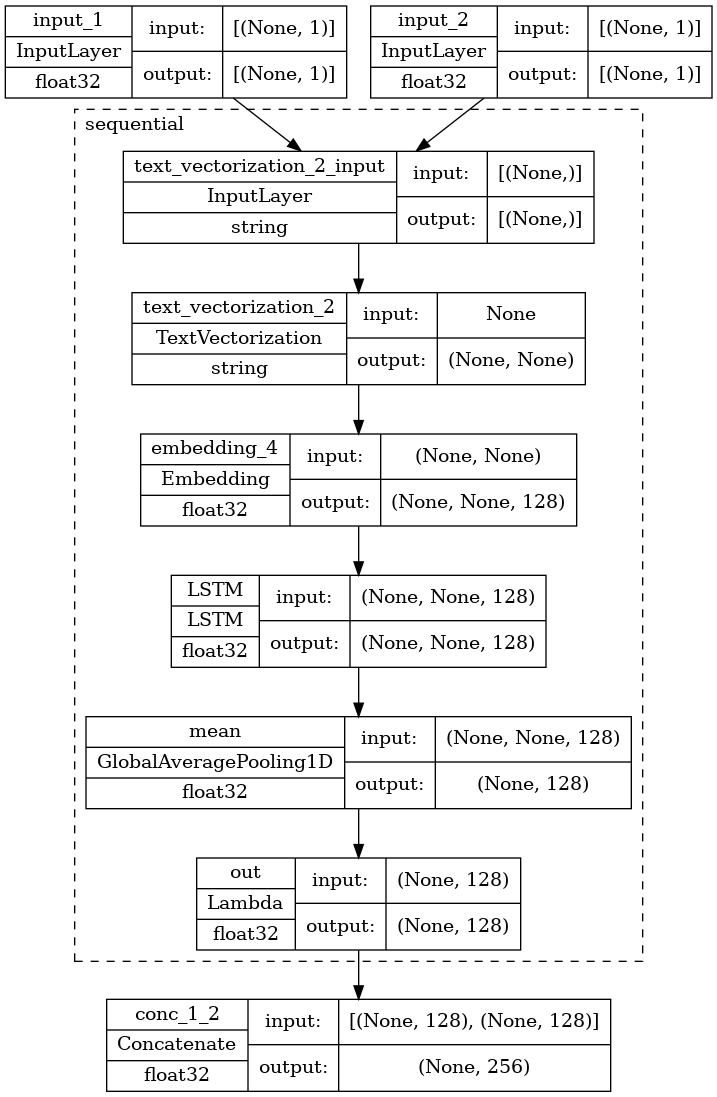 input_1
InputLayer
float32
input:
[(None, 1)]
output:
[(None, 1)]
input_2
InputLayer
float32
input:
[(None, 1)]
output:
[(None, 1)]
sequential
text_vectorization_2_input
InputLayer
string
input:
[(None,)]
output:
[(None,)]
text_vectorization_2
TextVectorization
string
input:
None
output:
(None, None)
embedding_4
Embedding
float32
input:
(None, None)
output:
(None, None, 128)
LSTM
LSTM
float32
input:
(None, None, 128)
output:
(None, None, 128)
mean
GlobalAveragePooling1D
float32
input:
(None, None, 128)
output:
(None, 128)
out
Lambda
float32
input:
(None, 128)
output:
(None, 128)
conc_1_2
Concatenate
float32
input:
[(None, 128), (None, 128)]
output:
(None, 256)